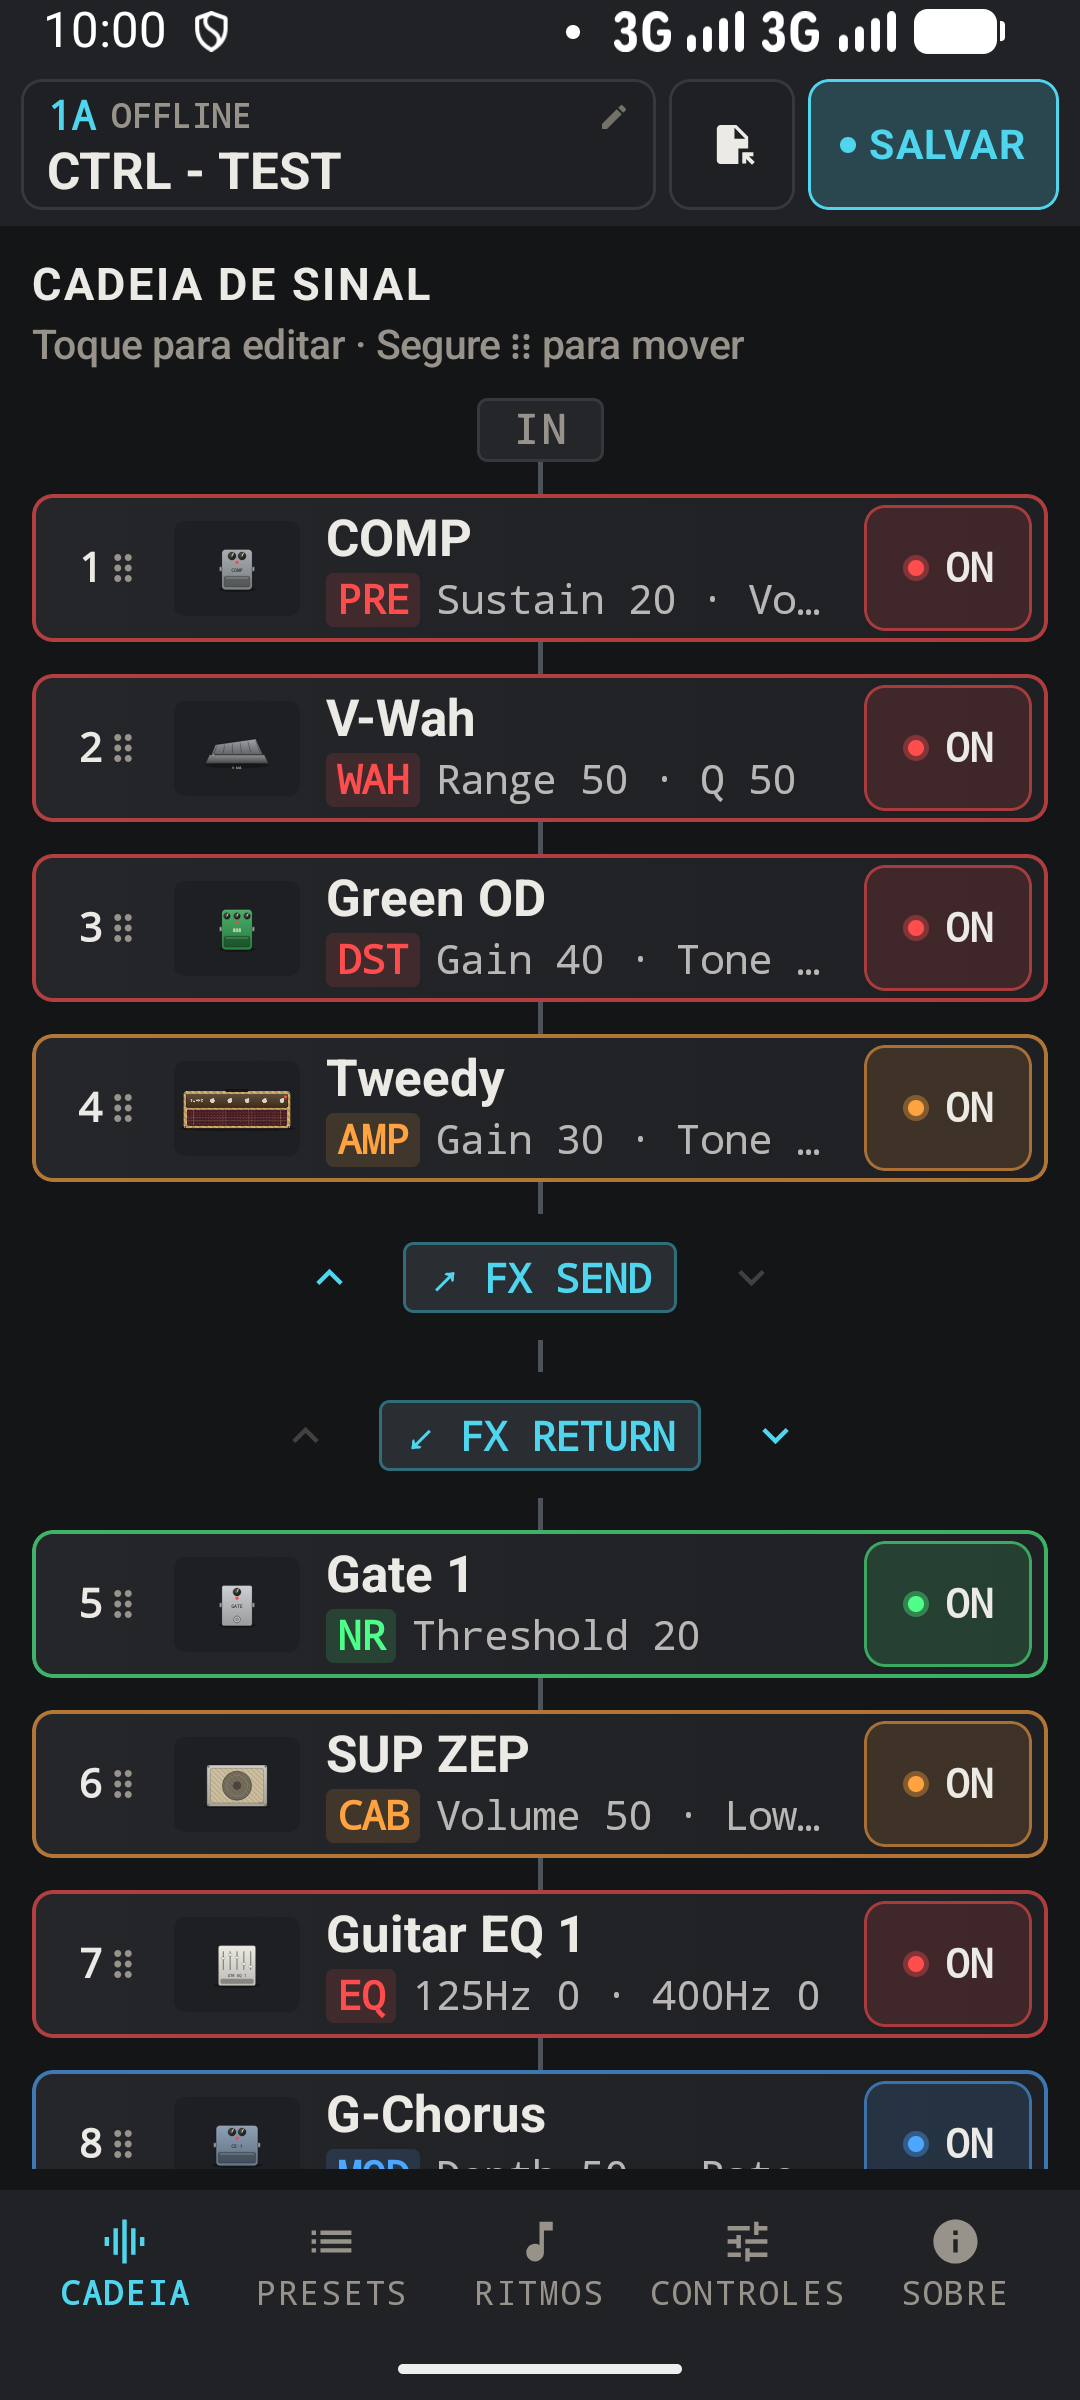 10:00
3G 3G
1A OFFLINE
CTRL - TEST
SALVAR
CADEIA DE SINAL
Toque para editar · Segure ⠿ para mover
IN
1 COMP
PRE Sustain 20 · Vo…
ON
2 V-Wah
WAH Range 50 · Q 50
ON
3 Green OD
DST Gain 40 · Tone …
ON
4 Tweedy
AMP Gain 30 · Tone …
ON
↗ FX SEND
↙ FX RETURN
5 Gate 1
NR Threshold 20
ON
6 SUP ZEP
CAB Volume 50 · Low…
ON
7 Guitar EQ 1
EQ 125Hz 0 · 400Hz 0
ON
8 G-Chorus
MOD Depth 50 · Rate
ON
CADEIA
PRESETS
RITMOS
CONTROLES
SOBRE